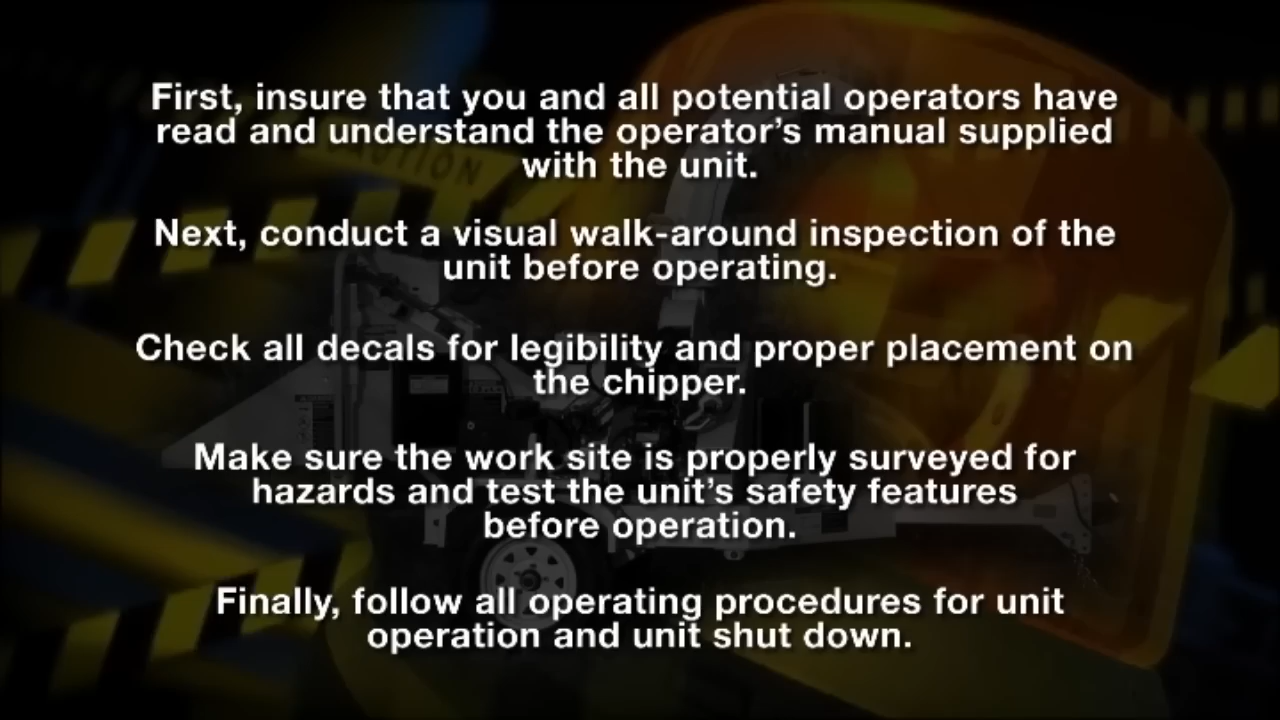 First, insure that you and all potential operators have
read and understand the operator's manual supplied
with the unit.
Next, conduct a visual walk-around inspection of the
unit before operating.
Check all decals for legibility and proper placement on
the chipper.
Make sure the work site is properly surveyed for
hazards and test the unit's safety features
before operation.
Finally, follow all operating procedures for unit
operation and unit shut down.
CAUTION